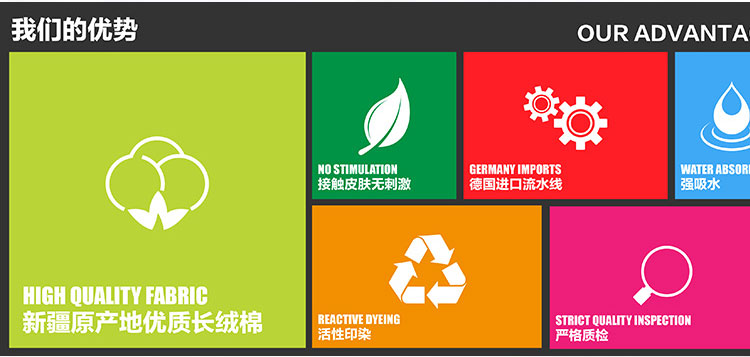 我们的优势
OUR ADVANTA
HIGH QUALITY FABRIC
新疆原产地优质长绒棉
NO STIMULATION
接触皮肤无刺激
GERMANY IMPORTS
德国进口流水线
WATER ABSOR
强吸水
REACTIVE DYEING
活性印染
STRICT QUALITY INSPECTION
严格质检